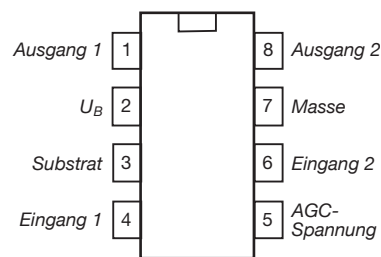 Ausgang 1 1 8 Ausgang 2
U_B 2 7 Masse
Substrat 3 6 Eingang 2
Eingang 1 4 5 AGC-
Spannung